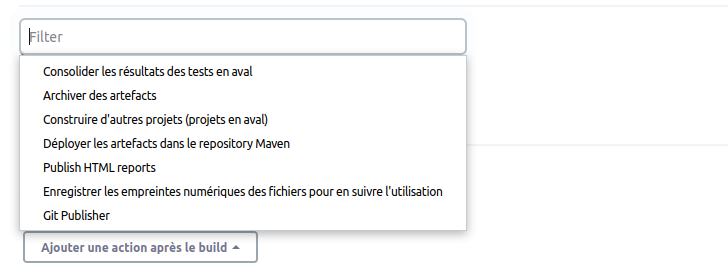 Filter
Consolider les résultats des tests en aval
Archiver des artefacts
Construire d'autres projets (projets en aval)
Déployer les artefacts dans le repository Maven
Publish HTML reports
Enregistrer les empreintes numériques des fichiers pour en suivre l'utilisation
Git Publisher
Ajouter une action après le build